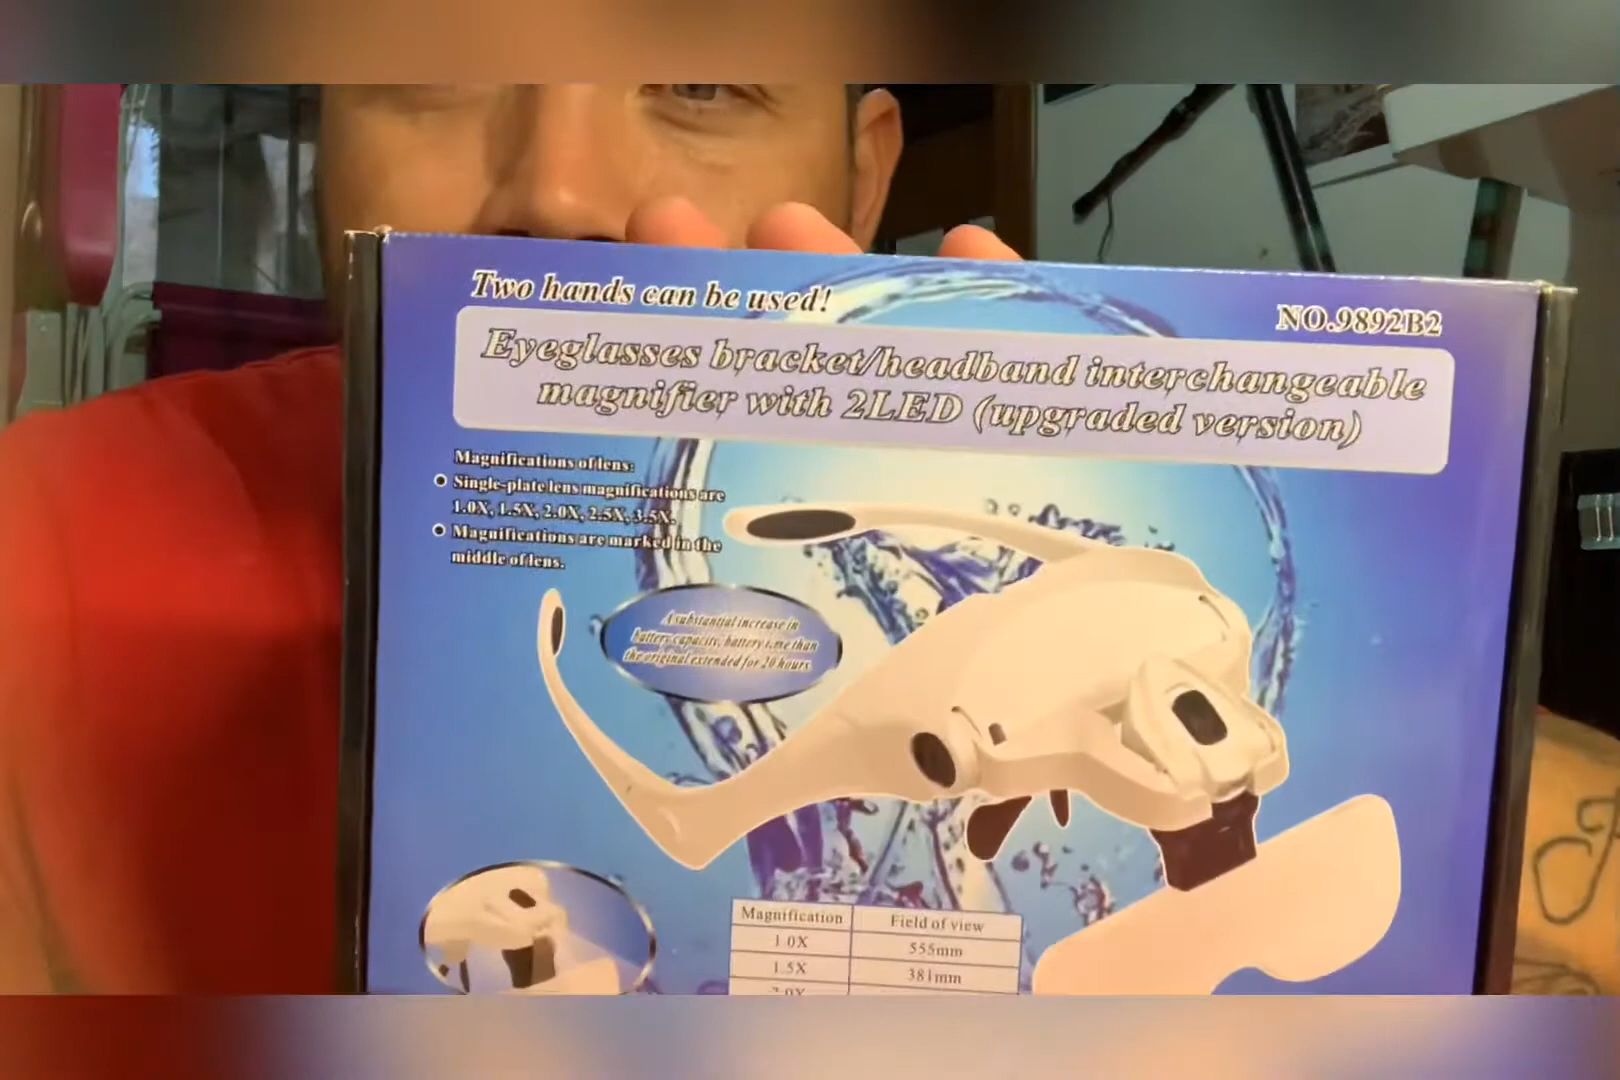 Two hands can be used!
NO.9892B2
Eyeglasses bracket/headband interchangeable
magnifier with 2LED (upgraded version)
Magnifications of lens:
Single-plate lens magnifications are
1.0X, 1.5X, 2.0X, 2.5X, 3.5X.
Magnifications are marked in the
middle of lens.
A substantial increase in
battery capacity, battery time than
the original extended for 20 hours.
Magnification Field of view
1.0X 555mm
1.5X 381mm
2.0X